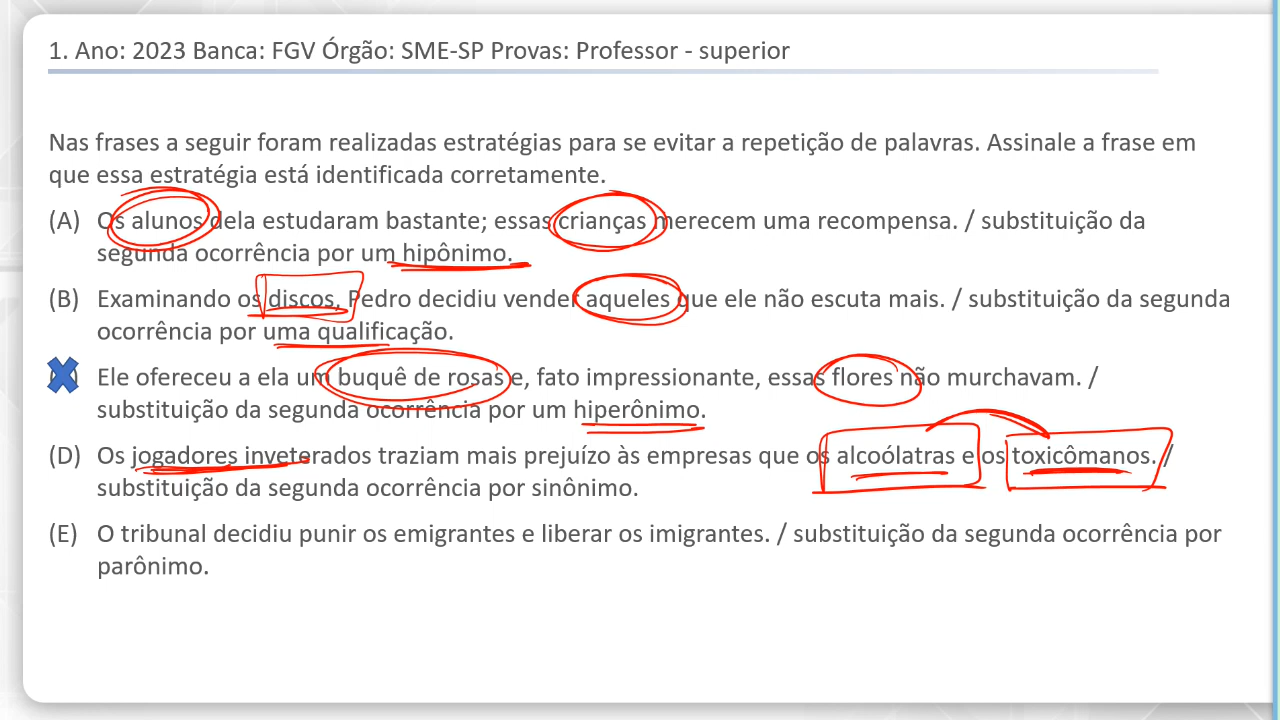 1. Ano: 2023 Banca: FGV Órgão: SME-SP Provas: Professor - superior
Nas frases a seguir foram realizadas estratégias para se evitar a repetição de palavras. Assinale a frase em
que essa estratégia está identificada corretamente.
(A) Os alunos dela estudaram bastante; essas crianças merecem uma recompensa. / substituição da
segunda ocorrência por um hipônimo.
(B) Examinando os discos, Pedro decidiu vender aqueles que ele não escuta mais. / substituição da segunda
ocorrência por uma qualificação.
Ele ofereceu a ela um buquê de rosas e, fato impressionante, essas flores não murchavam. /
substituição da segunda ocorrência por um hiperônimo.
(D) Os jogadores inveterados traziam mais prejuízo às empresas que os alcoólatras e os toxicômanos. /
substituição da segunda ocorrência por sinônimo.
(E) O tribunal decidiu punir os emigrantes e liberar os imigrantes. / substituição da segunda ocorrência por
parônimo.